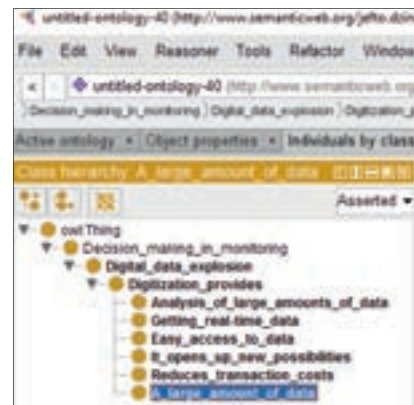 untitled-ontology-40 (http://www.semanticweb.org/jefto.dzin
File Edit View Reasoner Tools Refactor Window
untitled-ontology-40 (http://www.semanticweb.org
Decision_making_in_monitoring Digital_data_explosion Digitization_
Active ontology × Object properties × Individuals by class
Class hierarchy: A_large_amount_of_data
Asserted
owl:Thing
Decision_making_in_monitoring
Digital_data_explosion
Digitization_provides
Analysis_of_large_amounts_of_data
Getting_real-time_data
Easy_access_to_data
It_opens_up_new_possibilities
Reduces_transaction_costs
A_large_amount_of_data